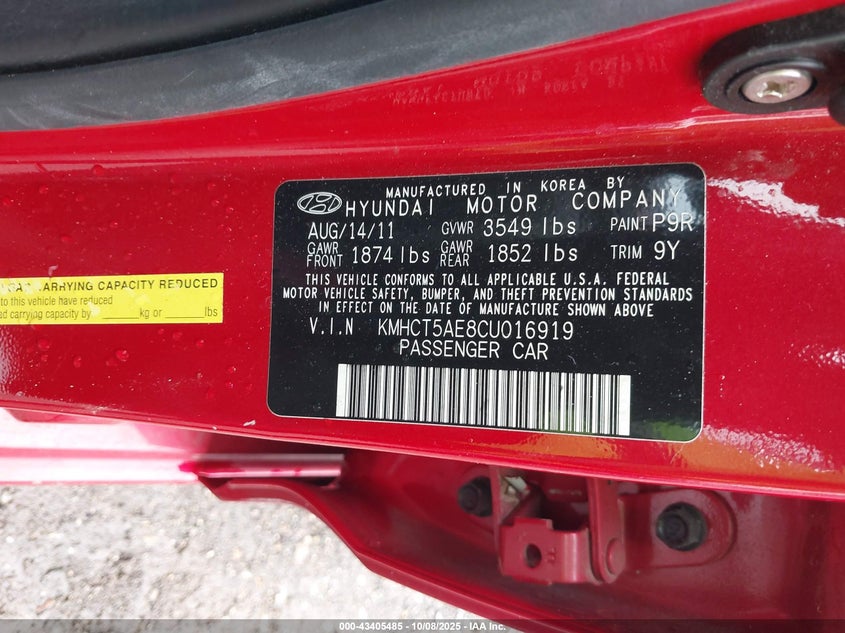 MANUFACTURED IN KOREA BY
HYUNDAI MOTOR COMPANY
AUG/14/11 GVWR 3549 lbs PAINT P9R
GAWR FRONT 1874 lbs GAWR REAR 1852 lbs TRIM 9Y
THIS VEHICLE CONFORMS TO ALL APPLICABLE U.S.A. FEDERAL
MOTOR VEHICLE SAFETY, BUMPER, AND THEFT PREVENTION STANDARDS
IN EFFECT ON THE DATE OF MANUFACTURE SHOWN ABOVE
V.I.N KMHCT5AE8CU016919
PASSENGER CAR
CARRYING CAPACITY REDUCED
to this vehicle have reduced
carrying capacity by ____kg or ____lbs
000-43405485 - 10/08/2025 - IAA Inc.